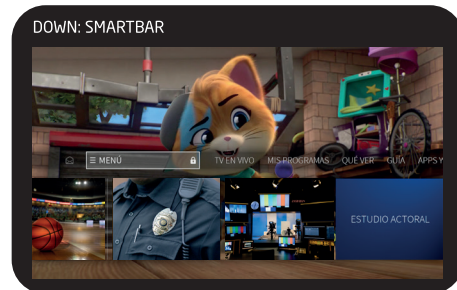 DOWN: SMARTBAR
☰ MENÚ TV EN VIVO MIS PROGRAMAS QUÉ VER GUÍA APPS Y
ESTUDIO ACTORAL